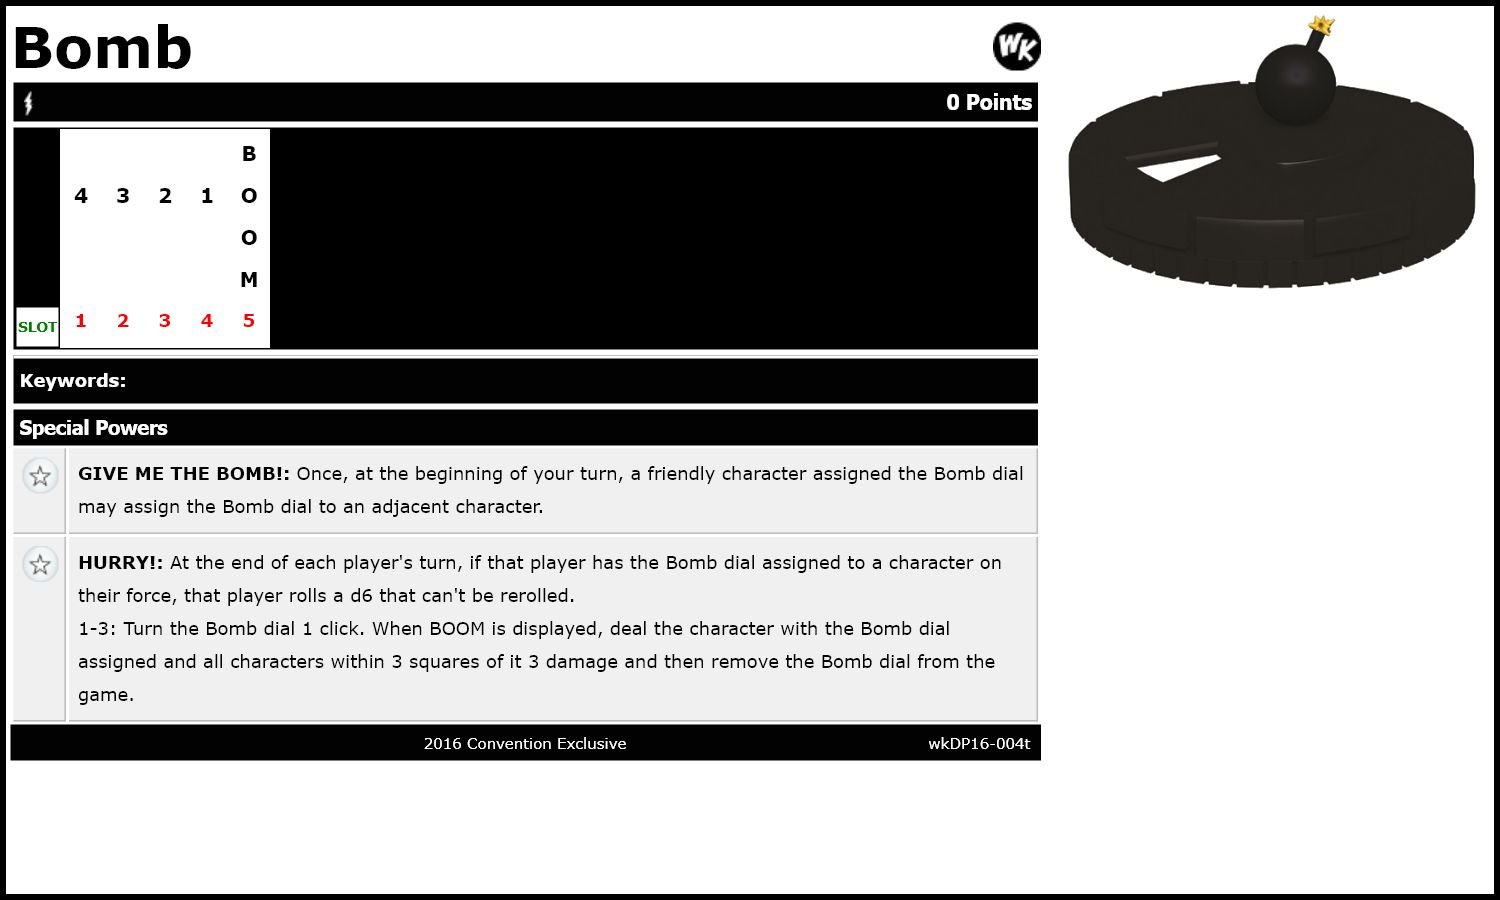 Bomb
WK
0 Points
B
4 3 2 1 O
O
M
SLOT 1 2 3 4 5
Keywords:
Special Powers
GIVE ME THE BOMB!: Once, at the beginning of your turn, a friendly character assigned the Bomb dial
may assign the Bomb dial to an adjacent character.
HURRY!: At the end of each player's turn, if that player has the Bomb dial assigned to a character on
their force, that player rolls a d6 that can't be rerolled.
1-3: Turn the Bomb dial 1 click. When BOOM is displayed, deal the character with the Bomb dial
assigned and all characters within 3 squares of it 3 damage and then remove the Bomb dial from the
game.
2016 Convention Exclusive wkDP16-004t